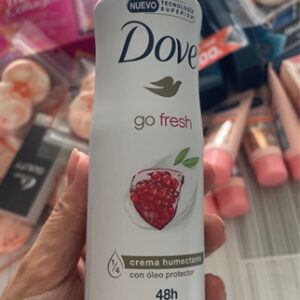 NUEVO TECNOLOGÍA
SUPERIOR
Dove
go fresh
1/4
crema humectante
con óleo protector
48h